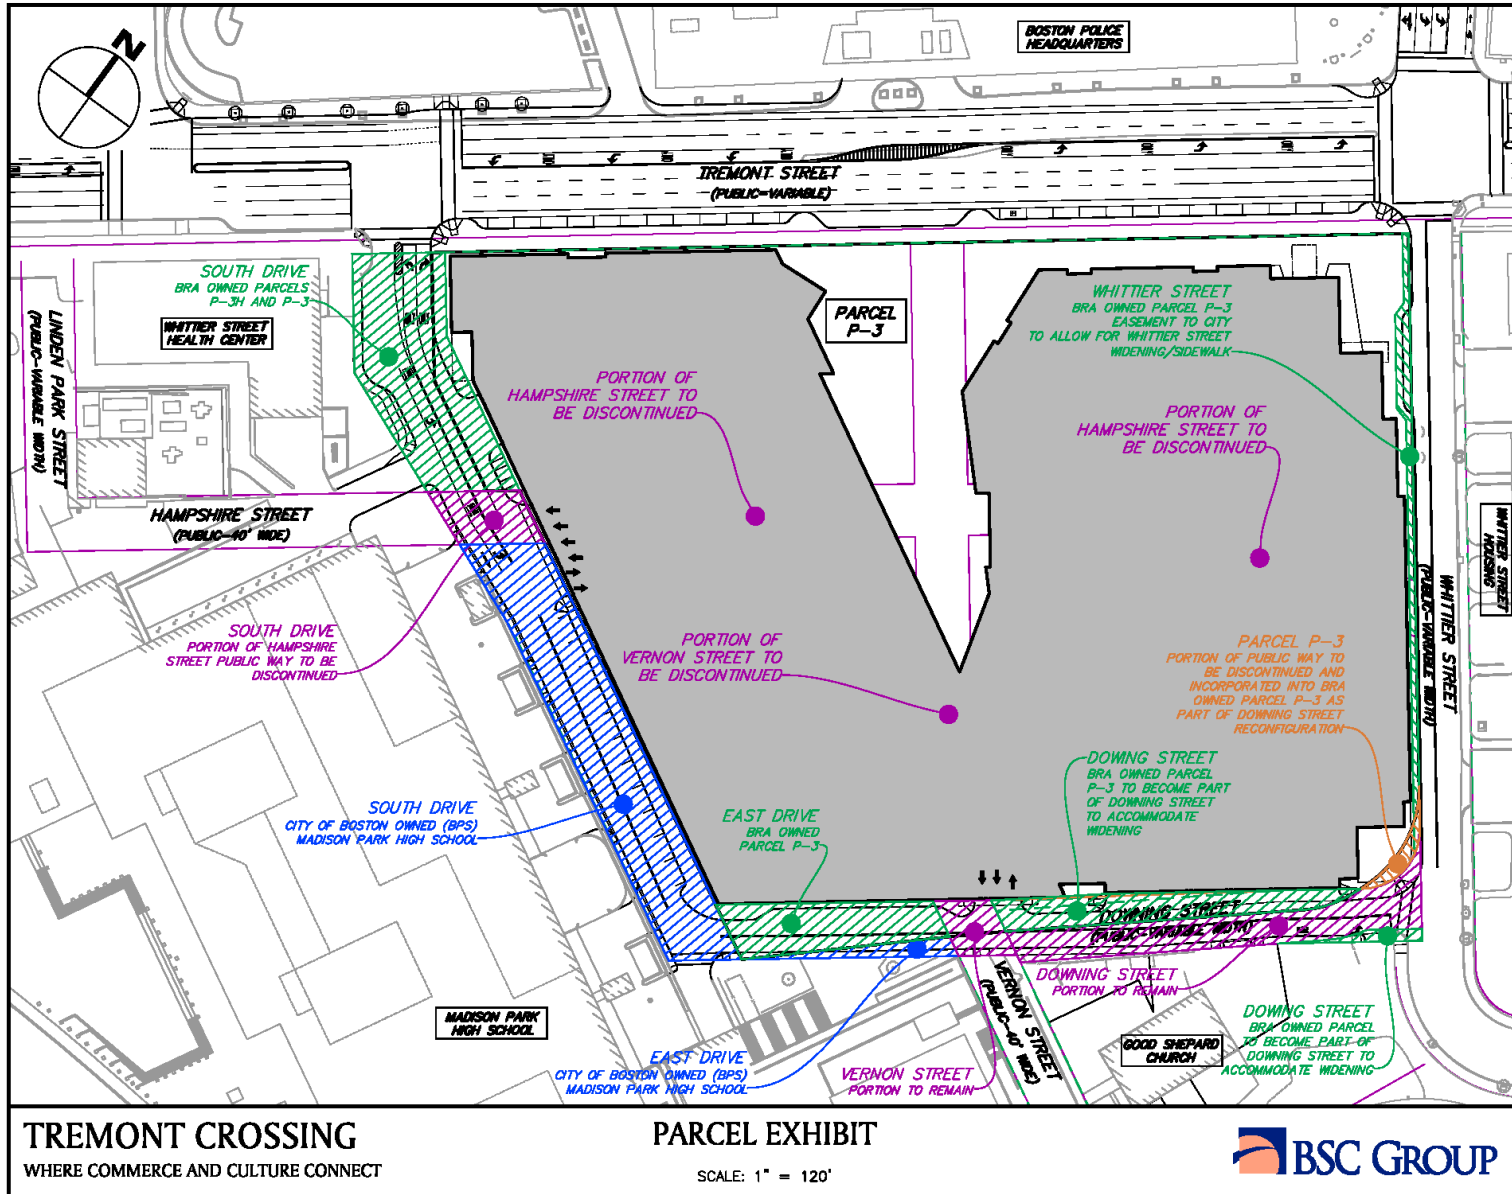 N
BOSTON POLICE
HEADQUARTERS
TREMONT STREET
(PUBLIC-VARIABLE)
SOUTH DRIVE
BRA OWNED PARCELS
P-3H AND P-3
WHITTIER STREET
HEALTH CENTER
LINDEN PARK STREET
(PUBLIC-VARIABLE WIDTH)
PARCEL
P-3
WHITTIER STREET
BRA OWNED PARCEL P-3
EASEMENT TO CITY
TO ALLOW FOR WHITTIER STREET
WIDENING/SIDEWALK
PORTION OF
HAMPSHIRE STREET TO
BE DISCONTINUED
PORTION OF
HAMPSHIRE STREET TO
BE DISCONTINUED
HAMPSHIRE STREET
(PUBLIC-40' WIDE)
WHITTIER STREET
HOUSING
WHITTIER STREET
(PUBLIC-VARIABLE WIDTH)
SOUTH DRIVE
PORTION OF HAMPSHIRE
STREET PUBLIC WAY TO BE
DISCONTINUED
PORTION OF
VERNON STREET TO
BE DISCONTINUED
PARCEL P-3
PORTION OF PUBLIC WAY TO
BE DISCONTINUED AND
INCORPORATED INTO BRA
OWNED PARCEL P-3 AS
PART OF DOWNING STREET
RECONFIGURATION
SOUTH DRIVE
CITY OF BOSTON OWNED (BPS)
MADISON PARK HIGH SCHOOL
EAST DRIVE
BRA OWNED
PARCEL P-3
DOWING STREET
BRA OWNED PARCEL
P-3 TO BECOME PART
OF DOWNING STREET
TO ACCOMMODATE
WIDENING
DOWNING STREET
(PUBLIC-VARIABLE WIDTH)
MADISON PARK
HIGH SCHOOL
EAST DRIVE
CITY OF BOSTON OWNED (BPS)
MADISON PARK HIGH SCHOOL
VERNON STREET
PORTION TO REMAIN
VERNON STREET
(PUBLIC-40' WIDE)
DOWNING STREET
PORTION TO REMAIN
GOOD SHEPARD
CHURCH
DOWING STREET
BRA OWNED PARCEL
TO BECOME PART OF
DOWNING STREET TO
ACCOMMODATE WIDENING
TREMONT CROSSING
WHERE COMMERCE AND CULTURE CONNECT
PARCEL EXHIBIT
SCALE: 1" = 120'
BSC GROUP